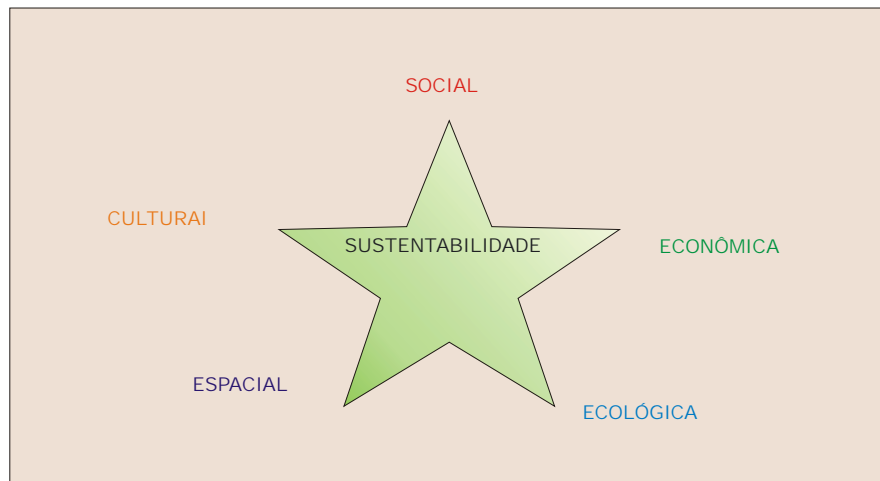 SOCIAL
CULTURAI
SUSTENTABILIDADE
ECONÔMICA
ESPACIAL
ECOLÓGICA